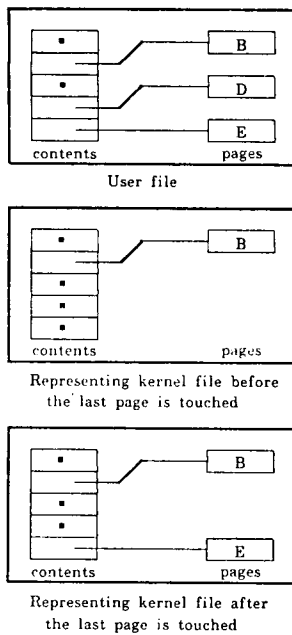 B
D
E
contents pages
User file
B
contents pages
Representing kernel file before
the last page is touched
B
E
contents pages
Representing kernel file after
the last page is touched